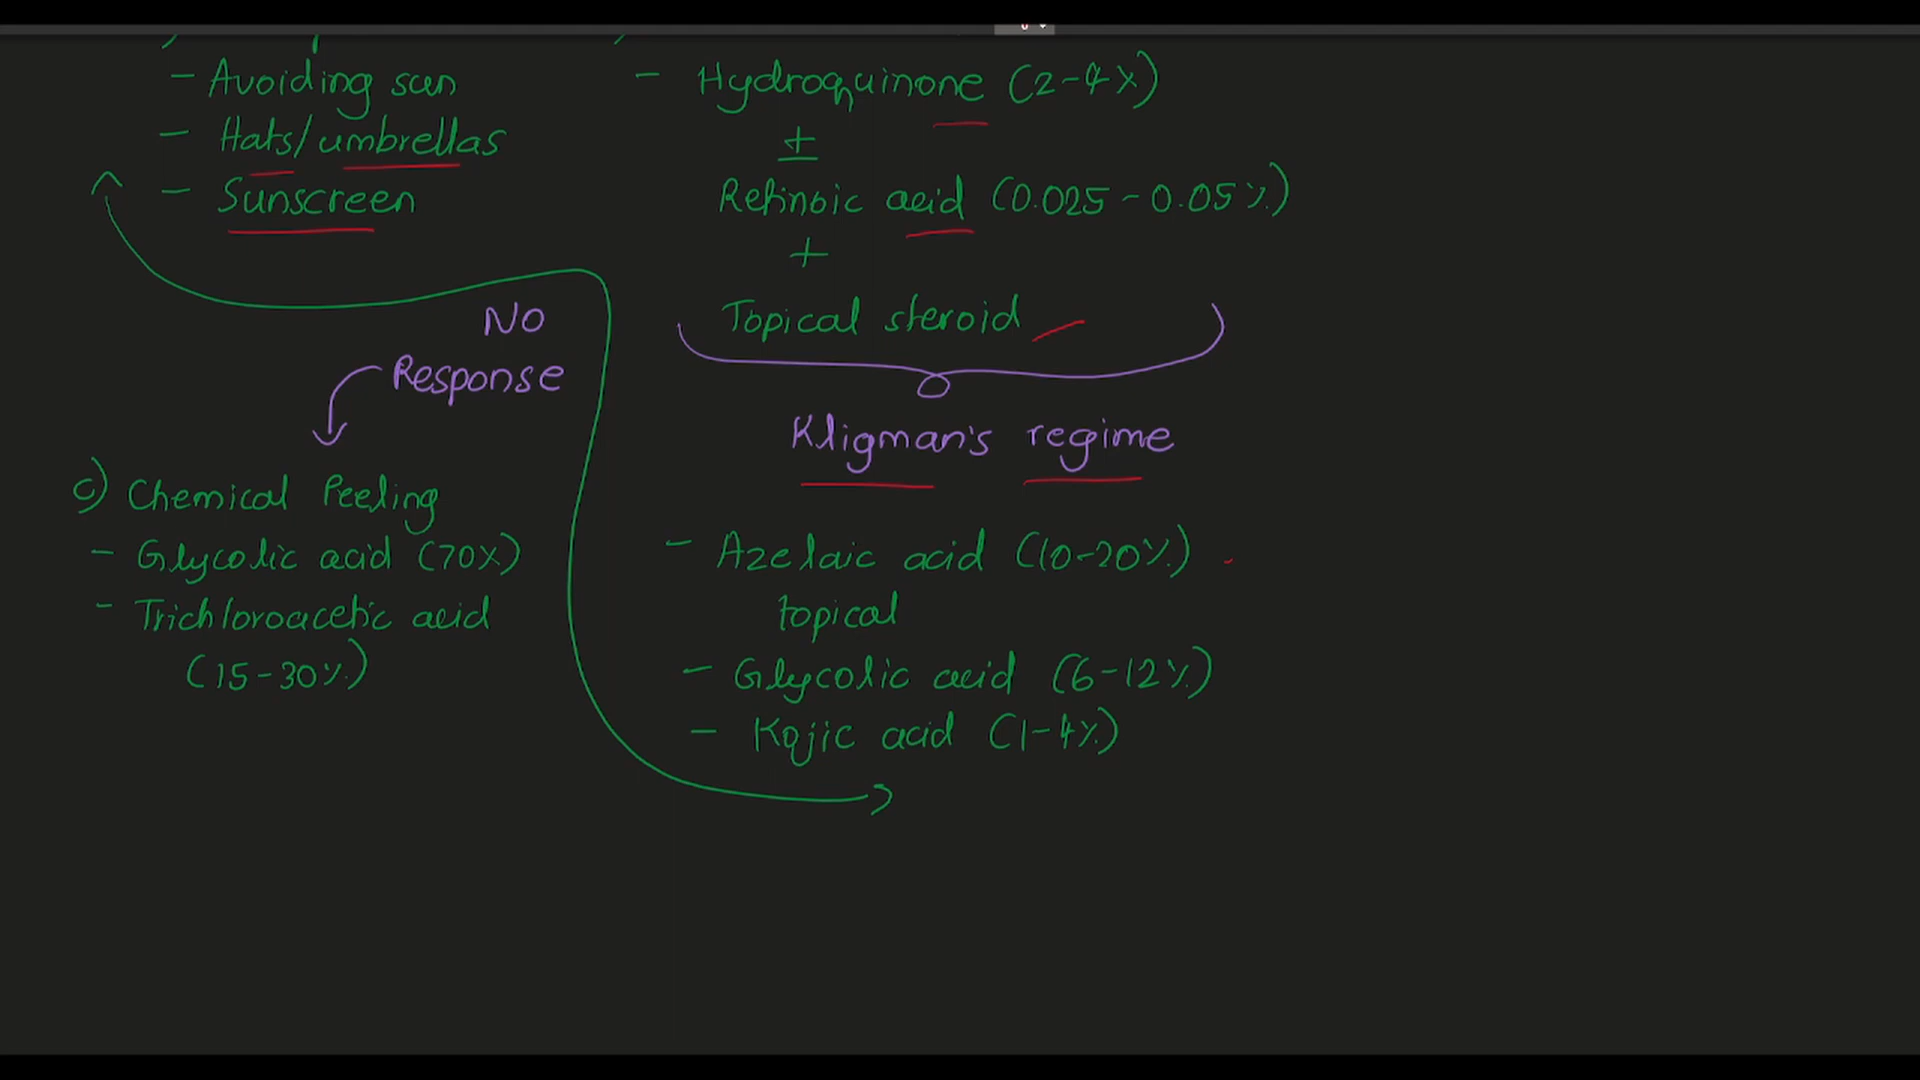 - Avoiding sun
- Hats/umbrellas
- Sunscreen
- Hydroquinone (2-4%)
±
Retinoic acid (0.025-0.05%)
+
Topical steroid
Kligman's regime
- Azelaic acid (10-20%)
topical
- Glycolic acid (6-12%)
- Kojic acid (1-4%)
No
Response
c) Chemical Peeling
- Glycolic acid (70%)
- Trichloroacetic acid
(15-30%)